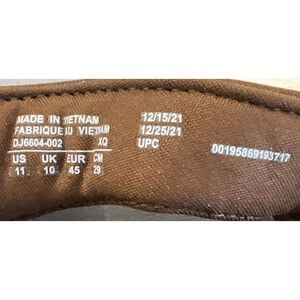 MADE IN VIETNAM
FABRIQUE AU VIETNAM
DJ6604-002 XQ
US UK EUR CM
11 10 45 29
12/15/21
12/25/21
UPC
00195869193717